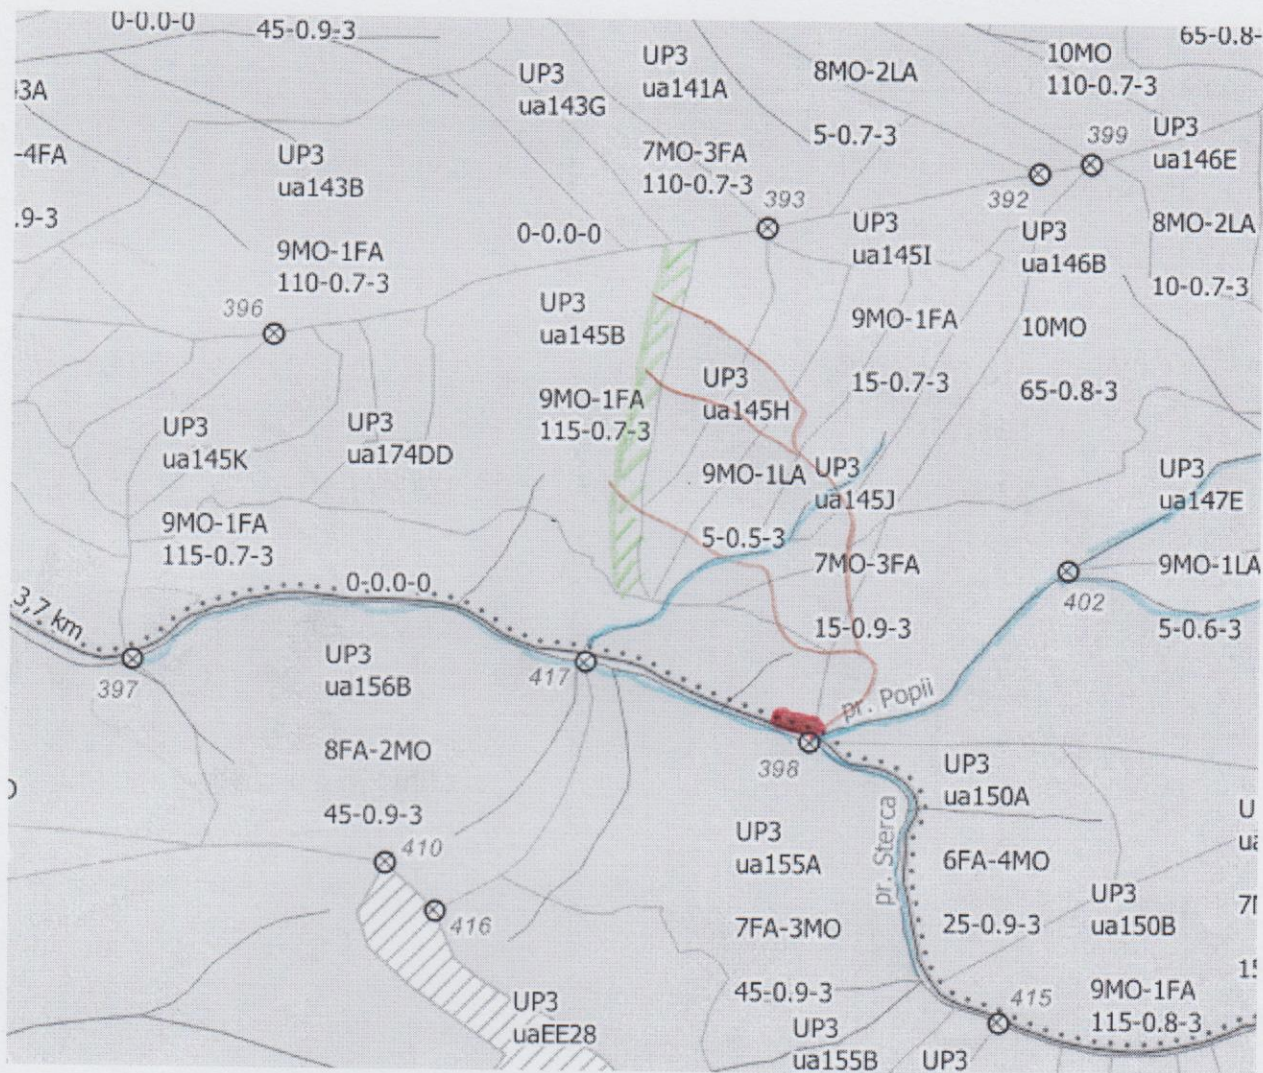 0-0.0-0
45-0.9-3
UP3
ua143G
UP3
ua141A
8MO-2LA
5-0.7-3
10MO
110-0.7-3
65-0.8-
399
UP3
ua146E
-4FA
.9-3
UP3
ua143B
9MO-1FA
110-0.7-3
7MO-3FA
110-0.7-3
393
392
0-0.0-0
UP3
ua145I
UP3
ua146B
8MO-2LA
10-0.7-3
396
UP3
ua145B
9MO-1FA
115-0.7-3
9MO-1FA
15-0.7-3
10MO
65-0.8-3
UP3
ua145H
9MO-1LA
5-0.5-3
UP3
ua145K
9MO-1FA
115-0.7-3
UP3
ua174DD
UP3
ua145J
7MO-3FA
15-0.9-3
UP3
ua147E
9MO-1LA
5-0.6-3
402
3,7 km
0-0.0-0
397
UP3
ua156B
8FA-2MO
45-0.9-3
417
pr. Popii
398
UP3
ua150A
6FA-4MO
25-0.9-3
pr. Sterca
UP3
ua155A
7FA-3MO
45-0.9-3
410
416
UP3
ua150B
9MO-1FA
115-0.8-3
415
UP3
uaEE28
UP3
ua155B
UP3